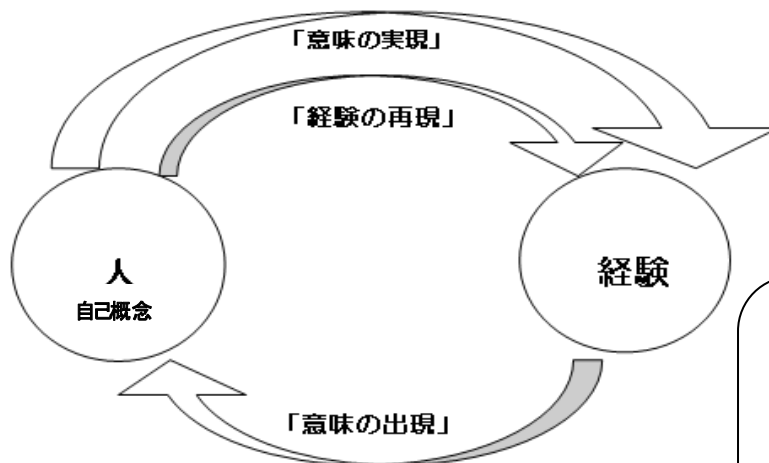 「意味の実現」
「経験の再現」
人
自己概念
経験
「意味の出現」